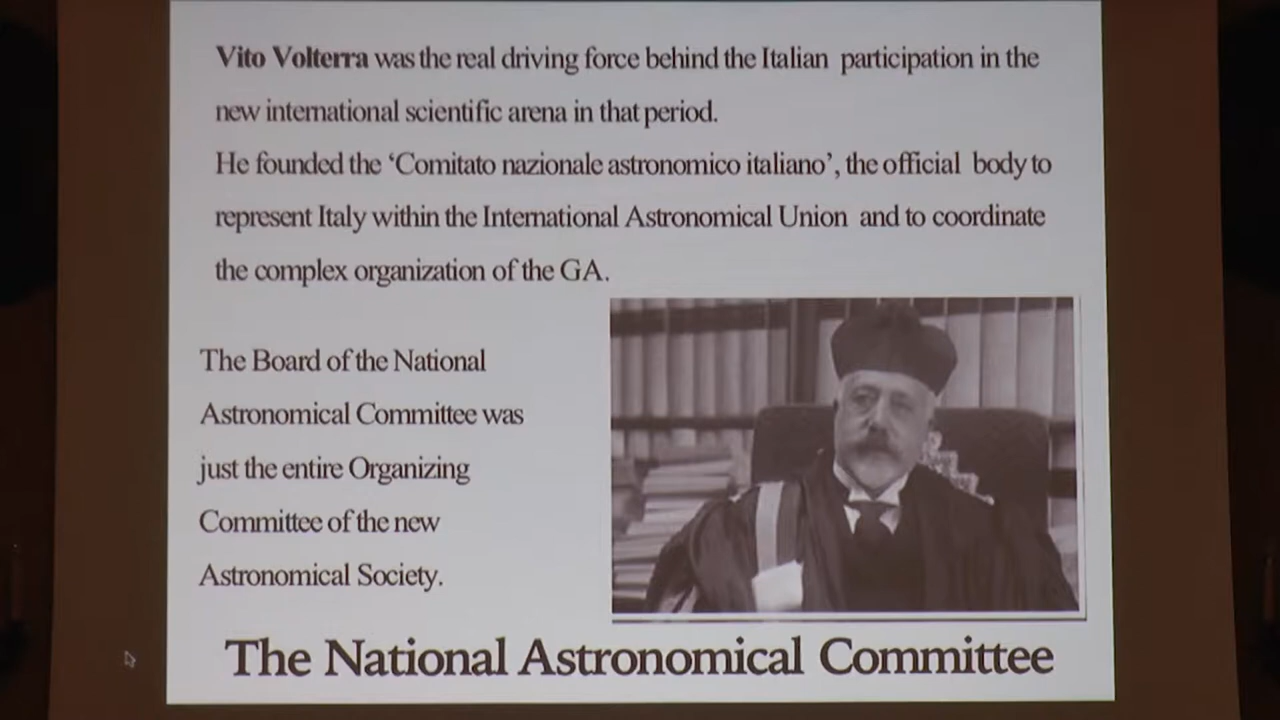 Vito Volterra was the real driving force behind the Italian participation in the
new international scientific arena in that period.
He founded the ‘Comitato nazionale astronomico italiano’, the official body to
represent Italy within the International Astronomical Union and to coordinate
the complex organization of the GA.
The Board of the National
Astronomical Committee was
just the entire Organizing
Committee of the new
Astronomical Society.
The National Astronomical Committee